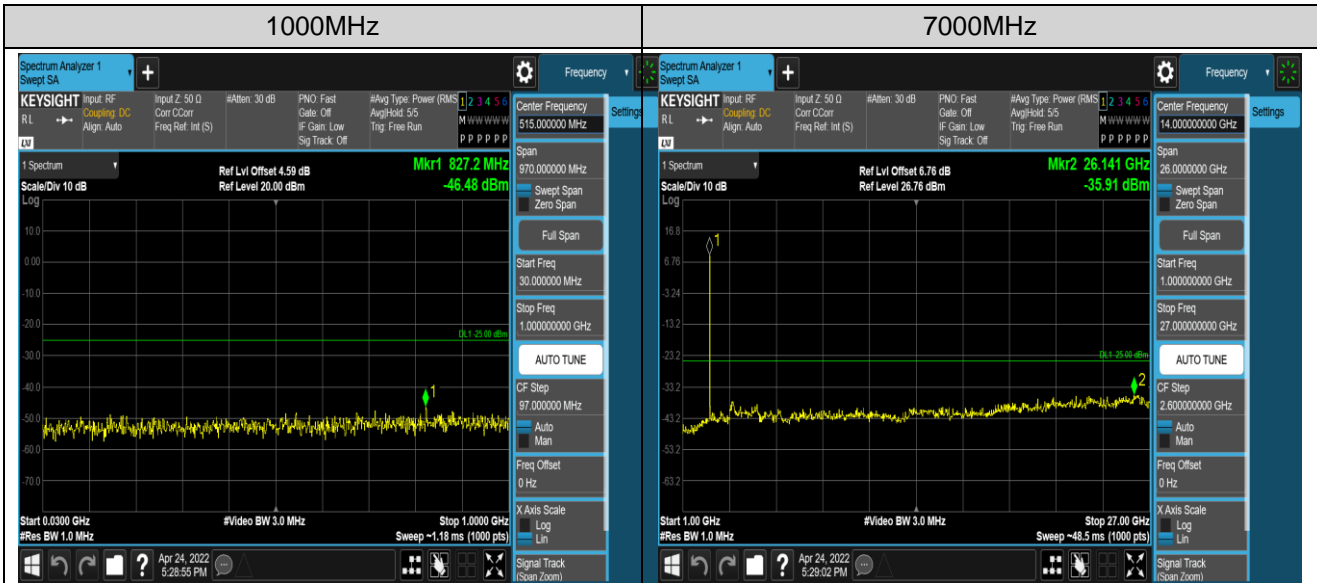 1000MHz
7000MHz
Spectrum Analyzer 1
Swept SA
+
Frequency
Settings
KEYSIGHT
RL
LXI
Input: RF
Coupling: DC
Align: Auto
Input Z: 50 Ω
Corr CCorr
Freq Ref: Int (S)
#Atten: 30 dB
PNO: Fast
Gate: Off
IF Gain: Low
Sig Track: Off
#Avg Type: Power (RMS
Avg|Hold: 5/5
Trig: Free Run
1 2 3 4 5 6
M W W W W W
P P P P P P
1 Spectrum
Scale/Div 10 dB
Log
Ref Lvl Offset 4.59 dB
Ref Level 20.00 dBm
Mkr1 827.2 MHz
-46.48 dBm
10.0
0.00
-10.0
-20.0
-30.0
-40.0
-50.0
-60.0
-70.0
DL1 -25.00 dBm
1
Start 0.0300 GHz
#Res BW 1.0 MHz
#Video BW 3.0 MHz
Stop 1.0000 GHz
Sweep ~1.18 ms (1000 pts)
Center Frequency
515.000000 MHz
Span
970.000000 MHz
Swept Span
Zero Span
Full Span
Start Freq
30.000000 MHz
Stop Freq
1.000000000 GHz
AUTO TUNE
CF Step
97.000000 MHz
Auto
Man
Freq Offset
0 Hz
X Axis Scale
Log
Lin
Signal Track
(Span Zoom)
?
Apr 24, 2022
5:28:55 PM
Spectrum Analyzer 1
Swept SA
+
Frequency
Settings
KEYSIGHT
RL
LXI
Input: RF
Coupling: DC
Align: Auto
Input Z: 50 Ω
Corr CCorr
Freq Ref: Int (S)
#Atten: 30 dB
PNO: Fast
Gate: Off
IF Gain: Low
Sig Track: Off
#Avg Type: Power (RMS
Avg|Hold: 5/5
Trig: Free Run
1 2 3 4 5 6
M W W W W W
P P P P P P
1 Spectrum
Scale/Div 10 dB
Log
Ref Lvl Offset 6.76 dB
Ref Level 26.76 dBm
Mkr2 26.141 GHz
-35.91 dBm
16.8
6.76
-3.24
-13.2
-23.2
-33.2
-43.2
-53.2
-63.2
1
DL1 -25.00 dBm
2
Start 1.00 GHz
#Res BW 1.0 MHz
#Video BW 3.0 MHz
Stop 27.00 GHz
Sweep ~48.5 ms (1000 pts)
Center Frequency
14.000000000 GHz
Span
26.0000000 GHz
Swept Span
Zero Span
Full Span
Start Freq
1.000000000 GHz
Stop Freq
27.000000000 GHz
AUTO TUNE
CF Step
2.600000000 GHz
Auto
Man
Freq Offset
0 Hz
X Axis Scale
Log
Lin
Signal Track
(Span Zoom)
?
Apr 24, 2022
5:29:02 PM